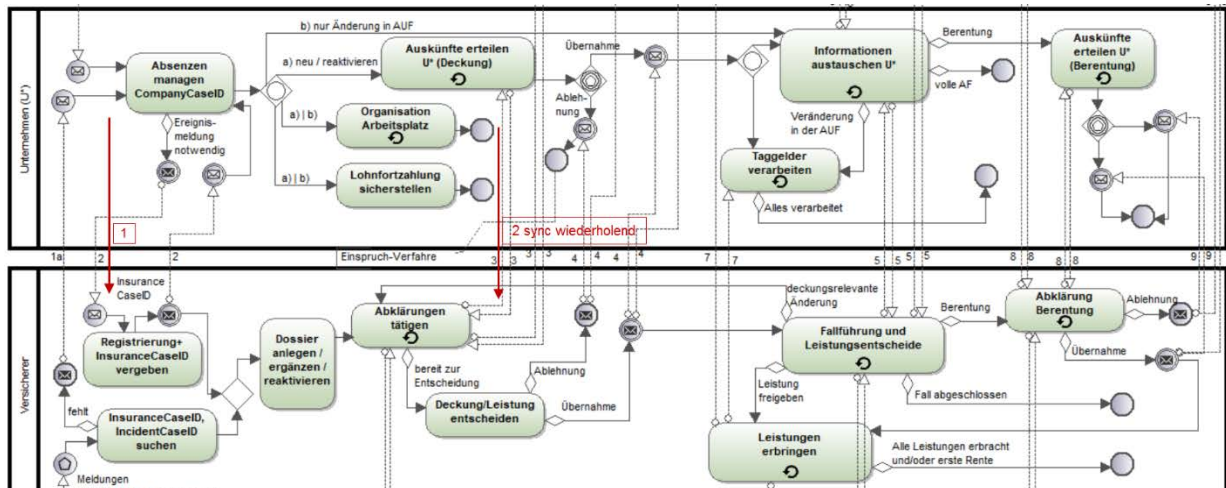 Unternehmen (U*)
b) nur Änderung in AUF
Absenzen
managen
CompanyCaseID
a) neu / reaktivieren
Auskünfte erteilen
U* (Deckung)
Übernahme
Informationen
austauschen U*
Berentung
Auskünfte
erteilen U*
(Berentung)
volle AF
Ableh-
nung
Ereignis-
meldung
notwendig
a) | b)
Organisation
Arbeitsplatz
Veränderung
in der AUF
a) | b)
Lohnfortzahlung
sicherstellen
Taggelder
verarbeiten
Alles verarbeitet
1
2 sync wiederholend
1a
2
2
Einspruch-Verfahre
3
3
3
3
4
4
4
4
7
7
5
5
5
5
8
8
8
8
9
9
Versicherer
Insurance
CaseID
deckungsrelevante
Änderung
Registrierung+
InsuranceCaseID
vergeben
Dossier
anlegen /
ergänzen /
reaktivieren
Abklärungen
tätigen
Fallführung und
Leistungsentscheide
Berentung
Abklärung
Berentung
Ablehnung
Übernahme
bereit zur
Entscheidung
Ablehnung
Leistung
freigeben
Fall abgeschlossen
fehlt
InsuranceCaseID,
IncidentCaseID
suchen
Deckung/Leistung
entscheiden
Übernahme
Leistungen
erbringen
Alle Leistungen erbracht
und/oder erste Rente
Meldungen